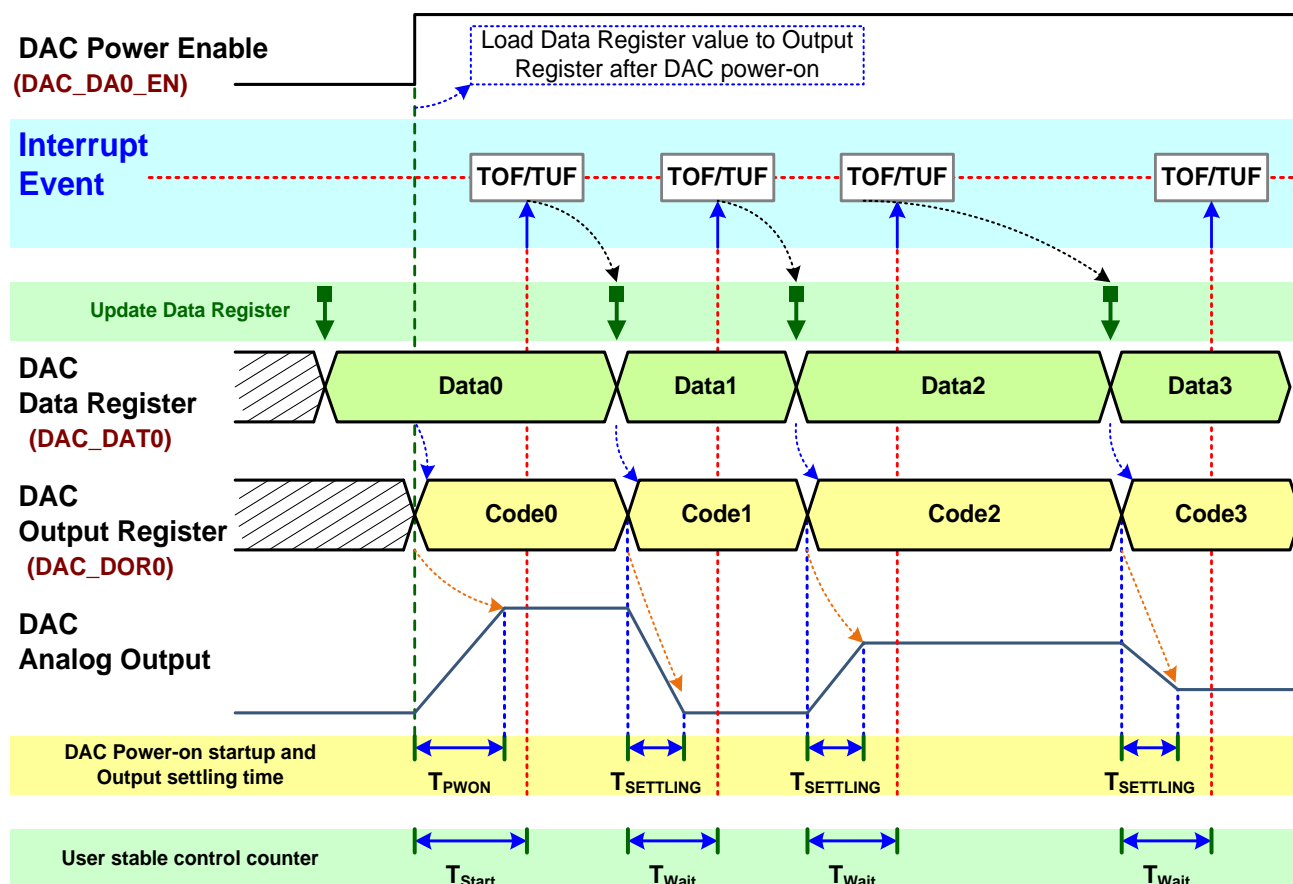 DAC Power Enable
(DAC_DA0_EN)
Load Data Register value to Output
Register after DAC power-on
Interrupt
Event
TOF/TUF TOF/TUF TOF/TUF TOF/TUF
Update Data Register
DAC
Data Register
(DAC_DAT0)
Data0 Data1 Data2 Data3
DAC
Output Register
(DAC_DOR0)
Code0 Code1 Code2 Code3
DAC
Analog Output
DAC Power-on startup and
Output settling time
TPWON TSETTLING TSETTLING TSETTLING
User stable control counter
TStart TWait TWait TWait